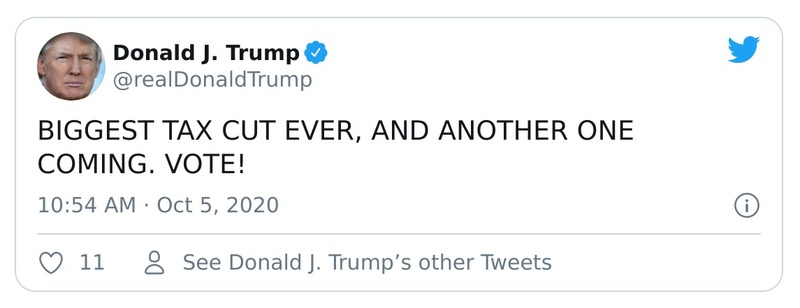 Donald J. Trump
@realDonaldTrump
BIGGEST TAX CUT EVER, AND ANOTHER ONE
COMING. VOTE!
10:54 AM · Oct 5, 2020
11 See Donald J. Trump’s other Tweets